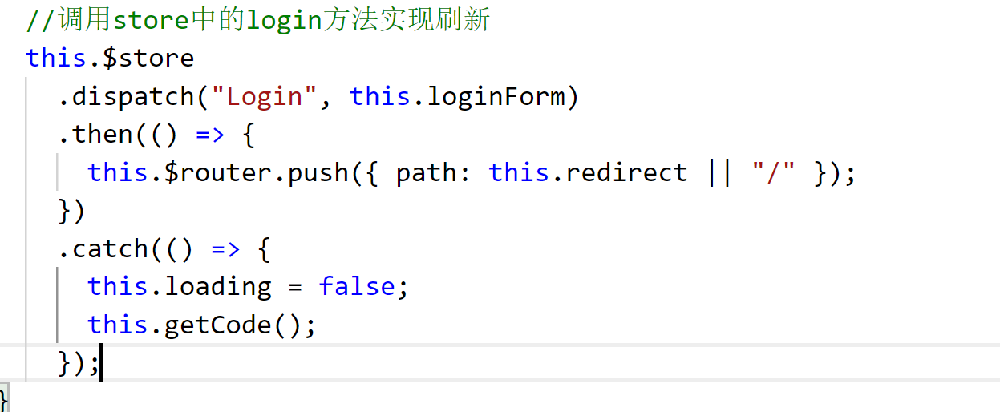 //调用store中的login方法实现刷新
this.$store
.dispatch("Login", this.loginForm)
.then(() => {
this.$router.push({ path: this.redirect || "/" });
})
.catch(() => {
this.loading = false;
this.getCode();
});
}